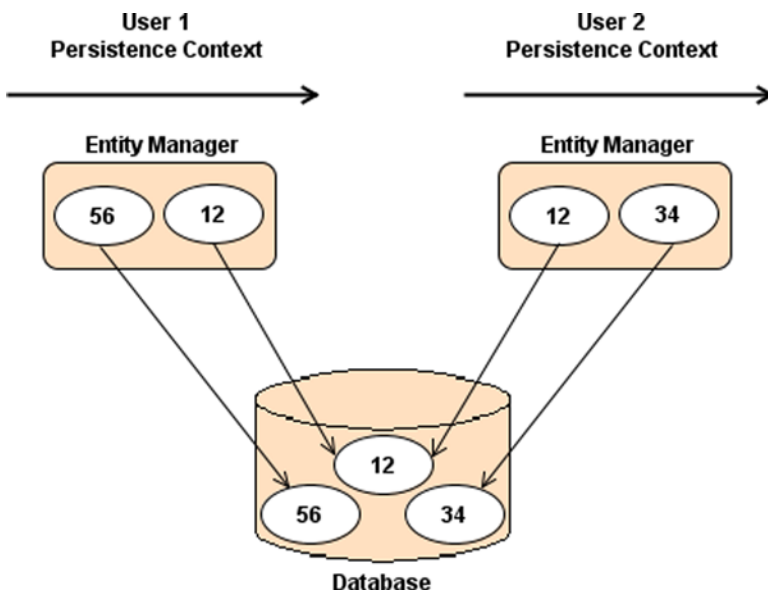 User 1
Persistence Context
User 2
Persistence Context
Entity Manager
Entity Manager
56
12
12
34
12
56
34
Database